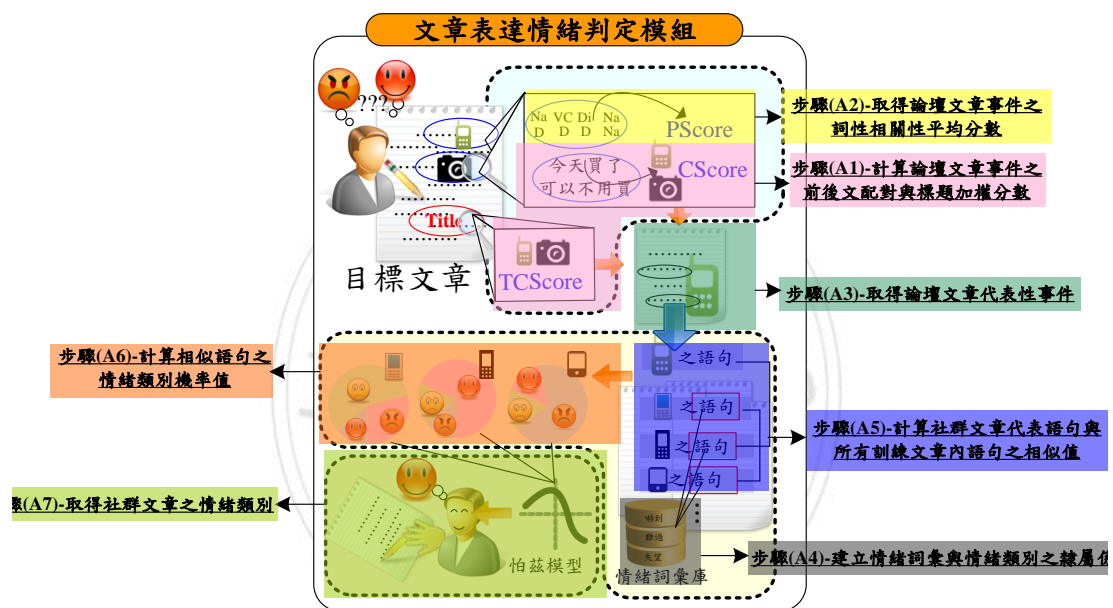 文章表達情緒判定模組
???
Na VC Di Na
D D D Na
PScore
今天買了
可以不用買
CScore
Title
TCScore
目標文章
步驟(A2)-取得論壇文章事件之
詞性相關性平均分數
步驟(A1)-計算論壇文章事件之
前後文配對與標題加權分數
步驟(A3)-取得論壇文章代表性事件
步驟(A6)-計算相似語句之
情緒類別機率值
之語句
之語句
之語句
之語句
步驟(A5)-計算社群文章代表語句與
所有訓練文章內語句之相似值
驟(A7)-取得社群文章之情緒類別
怕茲模型
難過
失望
情緒詞彙庫
步驟(A4)-建立情緒詞彙與情緒類別之隸屬值